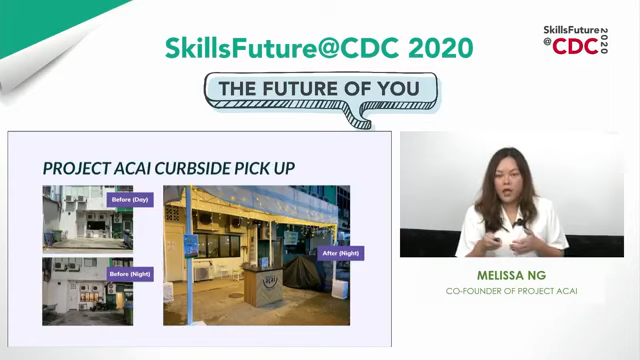 SkillsFuture@CDC 2020
SkillsFuture
@CDC
2020
THE FUTURE OF YOU
PROJECT ACAI CURBSIDE PICK UP
Before (Day)
Before (Night)
After (Night)
MELISSA NG
CO-FOUNDER OF PROJECT ACAI